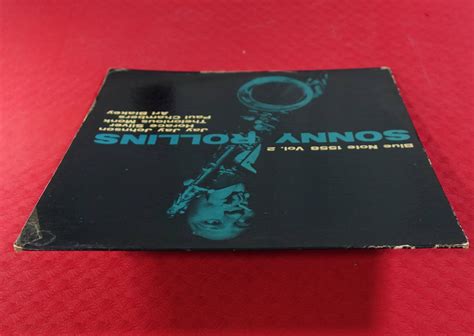 Blue Note 1558 Vol. 2
SONNY ROLLINS
Jay Jay Johnson
Horace Silver
Thelonious Monk
Paul Chambers
Art Blakey